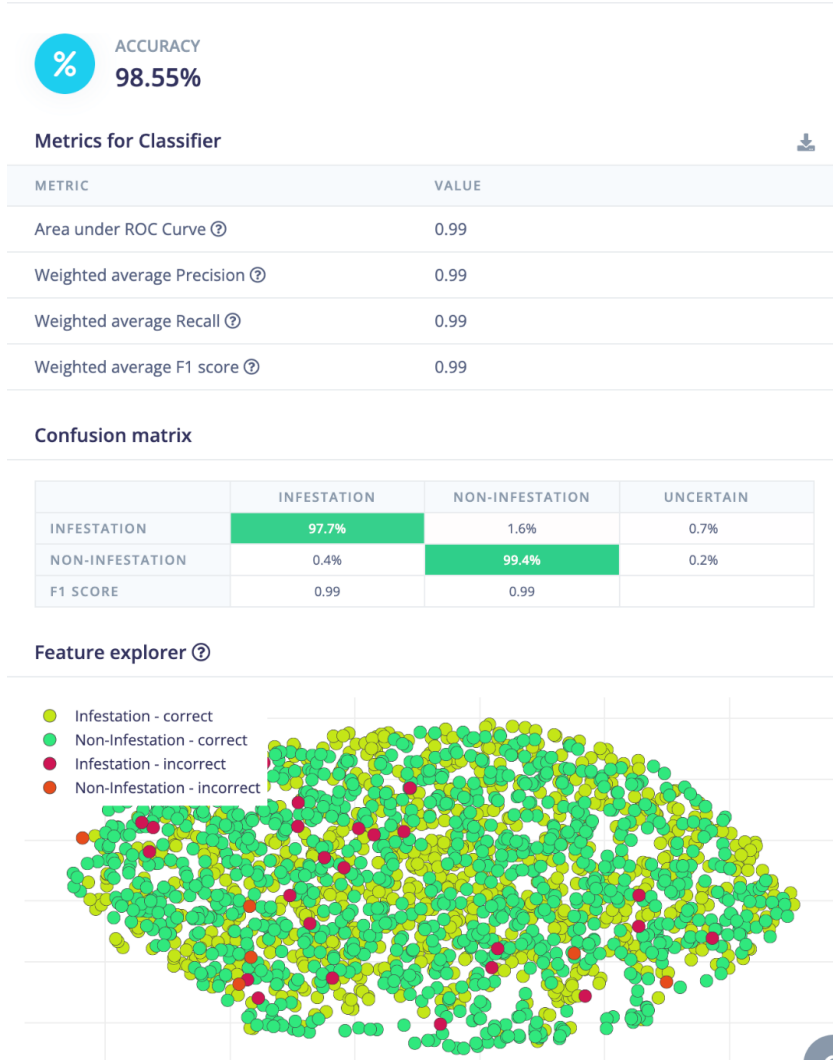 %
ACCURACY
98.55%
Metrics for Classifier
METRIC VALUE
Area under ROC Curve ? 0.99
Weighted average Precision ? 0.99
Weighted average Recall ? 0.99
Weighted average F1 score ? 0.99
Confusion matrix
INFESTATION NON-INFESTATION UNCERTAIN
INFESTATION 97.7% 1.6% 0.7%
NON-INFESTATION 0.4% 99.4% 0.2%
F1 SCORE 0.99 0.99
Feature explorer ?
Infestation - correct
Non-Infestation - correct
Infestation - incorrect
Non-Infestation - incorrect